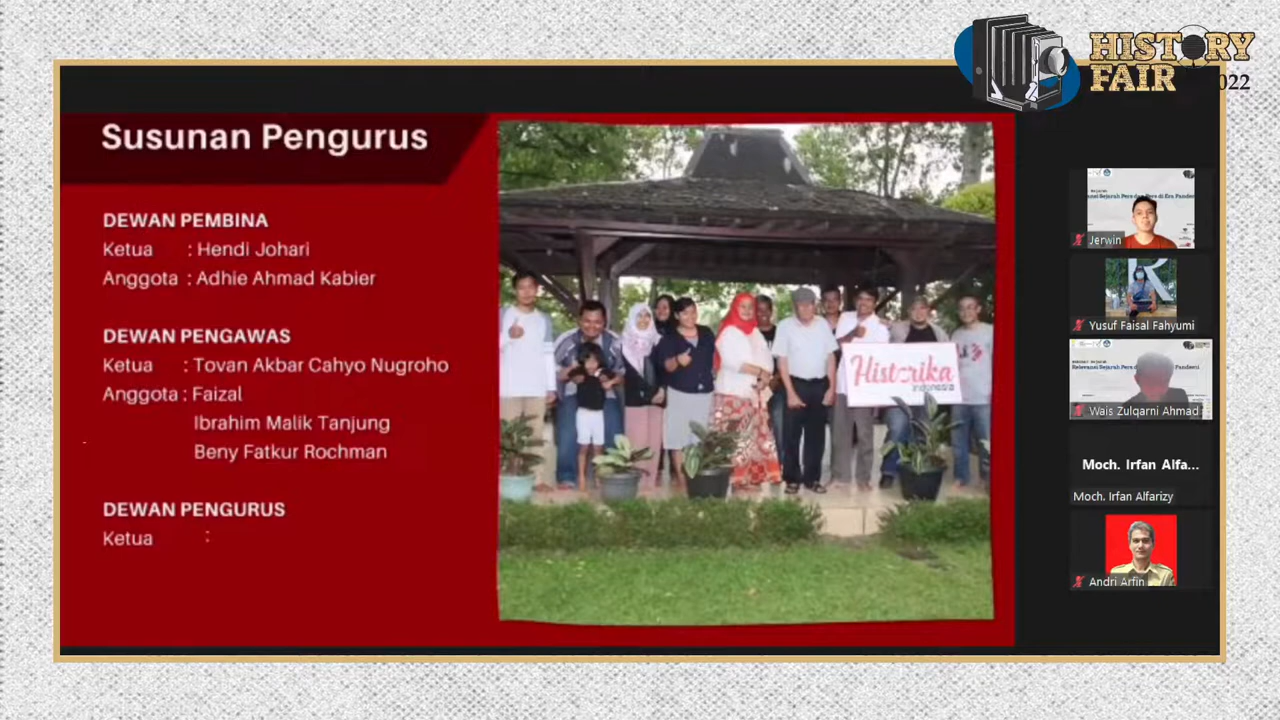 HISTORY
FAIR
2022
Susunan Pengurus
DEWAN PEMBINA
Ketua : Hendi Johari
Anggota : Adhie Ahmad Kabier
DEWAN PENGAWAS
Ketua : Tovan Akbar Cahyo Nugroho
Anggota : Faizal
Ibrahim Malik Tanjung
Beny Fatkur Rochman
DEWAN PENGURUS
Ketua :
Historika
Indonesia
Jerwin
Yusuf Faisal Fahyumi
Wais Zulqarni Ahmad
Moch. Irfan Alfa...
Moch. Irfan Alfarizy
Andri Arfin